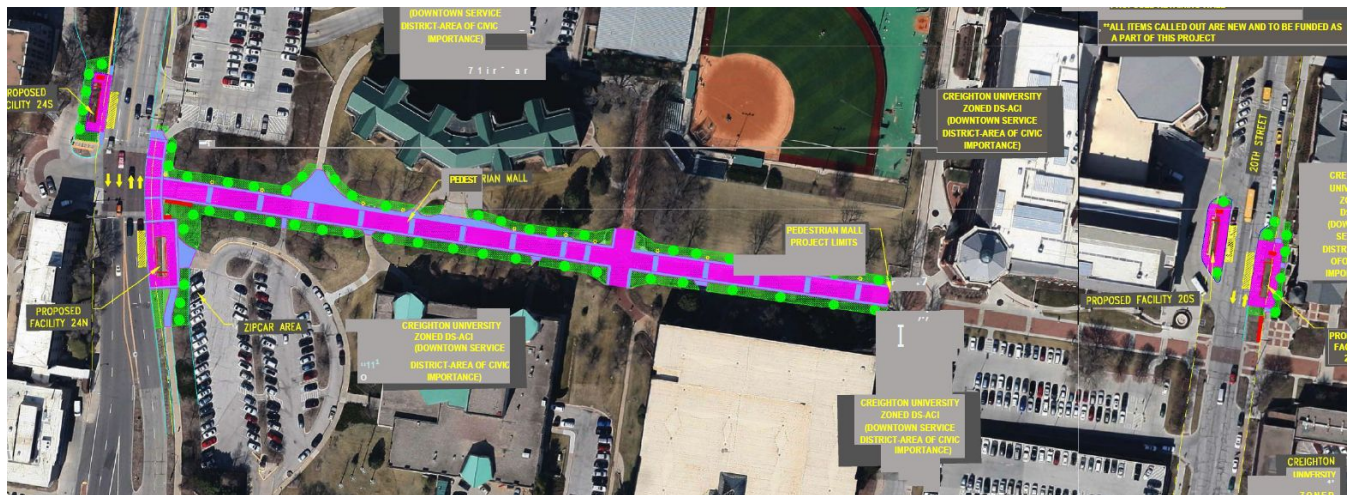 (DOWNTOWN SERVICE
DISTRICT-AREA OF CIVIC
IMPORTANCE)
**ALL ITEMS CALLED OUT ARE NEW AND TO BE FUNDED AS
A PART OF THIS PROJECT
PROPOSED
FACILITY 24S
CREIGHTON UNIVERSITY
ZONED DS-ACI
(DOWNTOWN SERVICE
DISTRICT-AREA OF CIVIC
IMPORTANCE)
20TH STREET
PEDESTRIAN MALL
PEDESTRIAN MALL
PROJECT LIMITS
PROPOSED FACILITY 20S
PROPOSED
FACILITY 24N
ZIPCAR AREA
CREIGHTON UNIVERSITY
ZONED DS-ACI
(DOWNTOWN SERVICE
DISTRICT-AREA OF CIVIC
IMPORTANCE)
CREIGHTON UNIVERSITY
ZONED DS-ACI
(DOWNTOWN SERVICE
DISTRICT-AREA OF CIVIC
IMPORTANCE)
CREIGHTON
UNIVERSITY